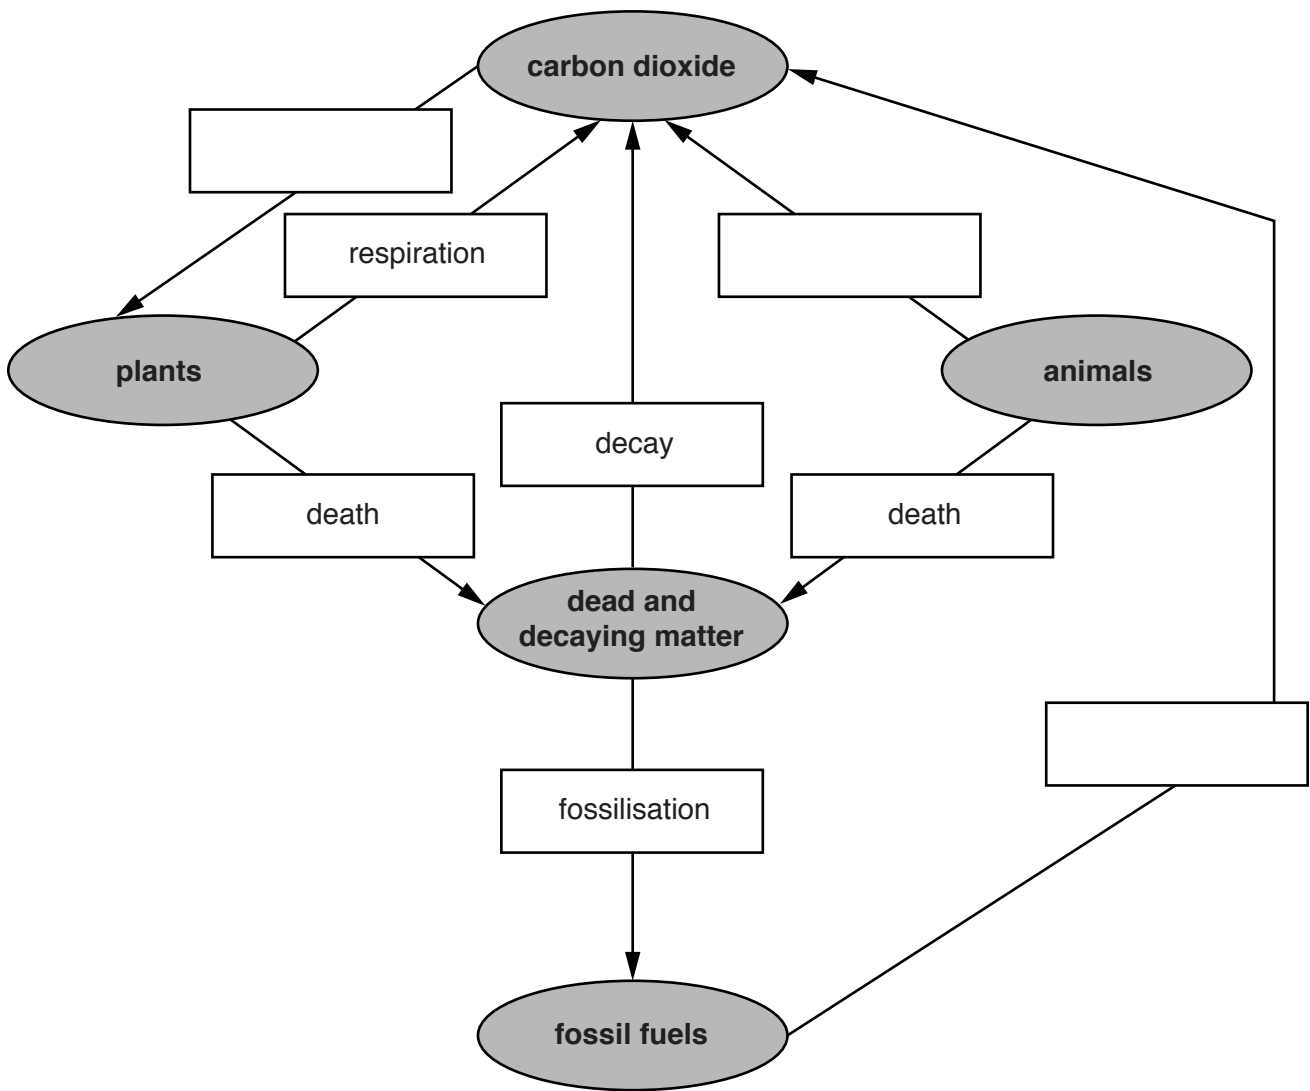 carbon dioxide
respiration
plants
animals
decay
death
death
dead and
decaying matter
fossilisation
fossil fuels